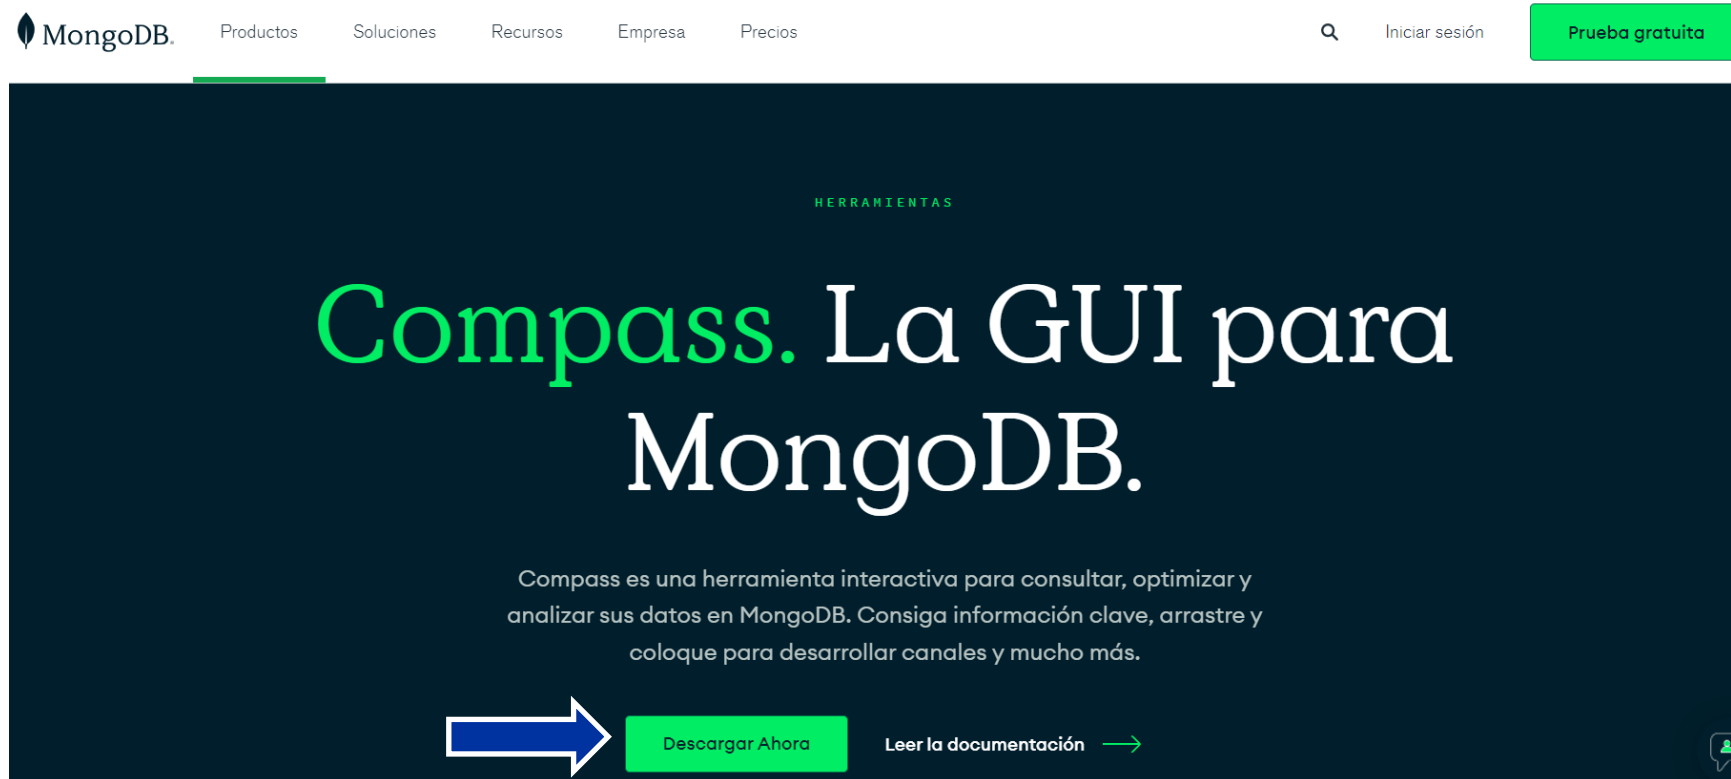 MongoDB.
Productos
Soluciones
Recursos
Empresa
Precios
Iniciar sesión
Prueba gratuita
HERRAMIENTAS
Compass. La GUI para
MongoDB.
Compass es una herramienta interactiva para consultar, optimizar y
analizar sus datos en MongoDB. Consiga información clave, arrastre y
coloque para desarrollar canales y mucho más.
Descargar Ahora
Leer la documentación